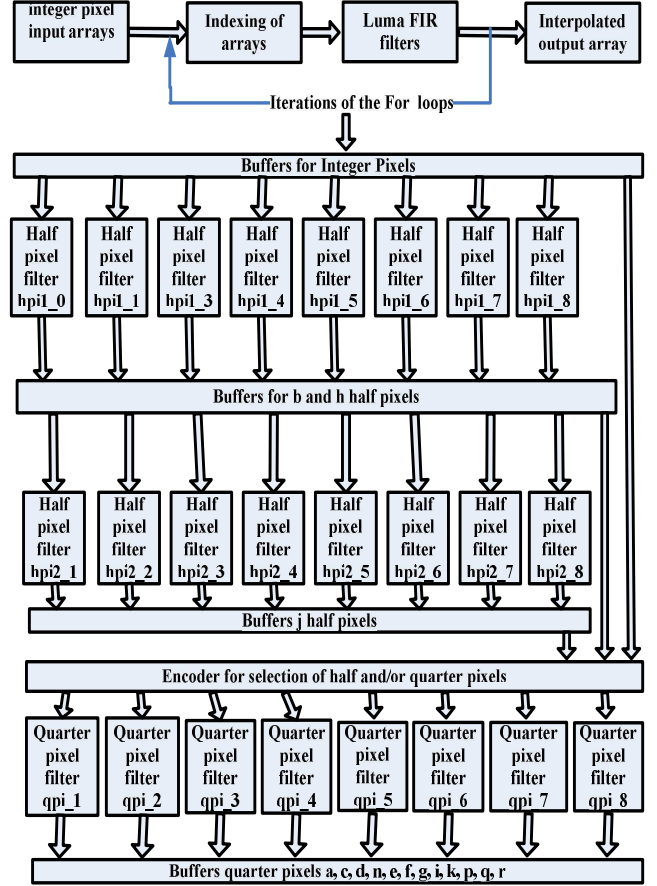 integer pixel
input arrays
Indexing of
arrays
Luma FIR
filters
Interpolated
output array
Iterations of the For loops
Buffers for Integer Pixels
Half
pixel
filter
hpi1_0
Half
pixel
filter
hpi1_1
Half
pixel
filter
hpi1_3
Half
pixel
filter
hpi1_4
Half
pixel
filter
hpi1_5
Half
pixel
filter
hpi1_6
Half
pixel
filter
hpi1_7
Half
pixel
filter
hpi1_8
Buffers for b and h half pixels
Half
pixel
filter
hpi2_1
Half
pixel
filter
hpi2_2
Half
pixel
filter
hpi2_3
Half
pixel
filter
hpi2_4
Half
pixel
filter
hpi2_5
Half
pixel
filter
hpi2_6
Half
pixel
filter
hpi2_7
Half
pixel
filter
hpi2_8
Buffers j half pixels
Encoder for selection of half and/or quarter pixels
Quarter
pixel
filter
qpi_1
Quarter
pixel
filter
qpi_2
Quarter
pixel
filter
qpi_3
Quarter
pixel
filter
qpi_4
Quarter
pixel
filter
qpi_5
Quarter
pixel
filter
qpi_6
Quarter
pixel
filter
qpi_7
Quarter
pixel
filter
qpi_8
Buffers quarter pixels a, c, d, n, e, f, g, i, k, p, q, r